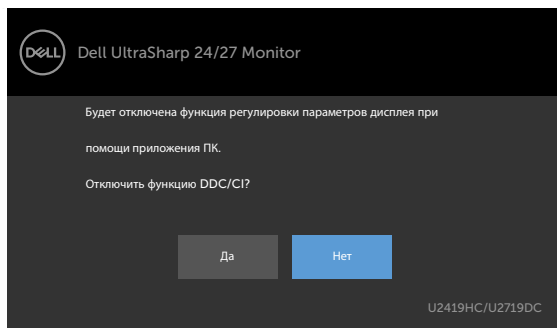 DELL
Dell UltraSharp 24/27 Monitor
Будет отключена функция регулировки параметров дисплея при
помощи приложения ПК.
Отключить функцию DDC/CI?
Да
Нет
U2419HC/U2719DC